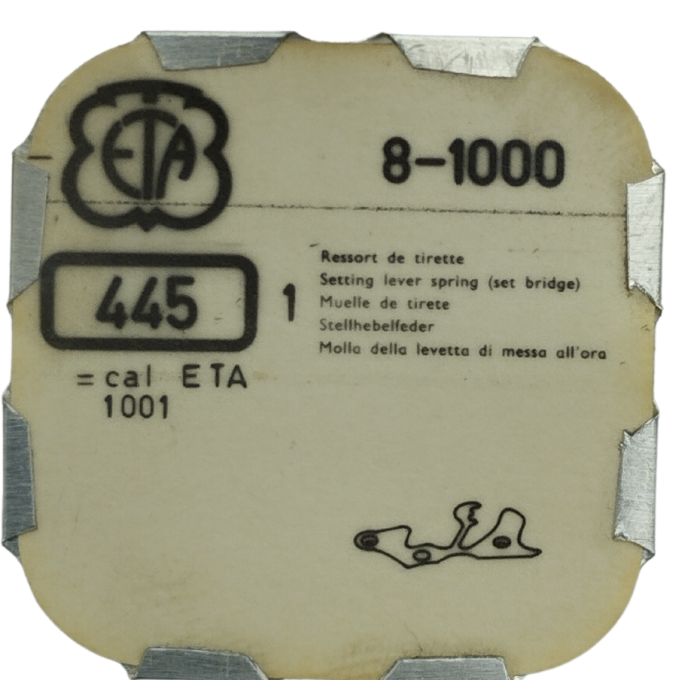 ETA
8-1000
445
1
Ressort de tirette
Setting lever spring (set bridge)
Muelle de tirete
Stellhebelfeder
Molla della levetta di messa all'ora
= cal ETA
1001